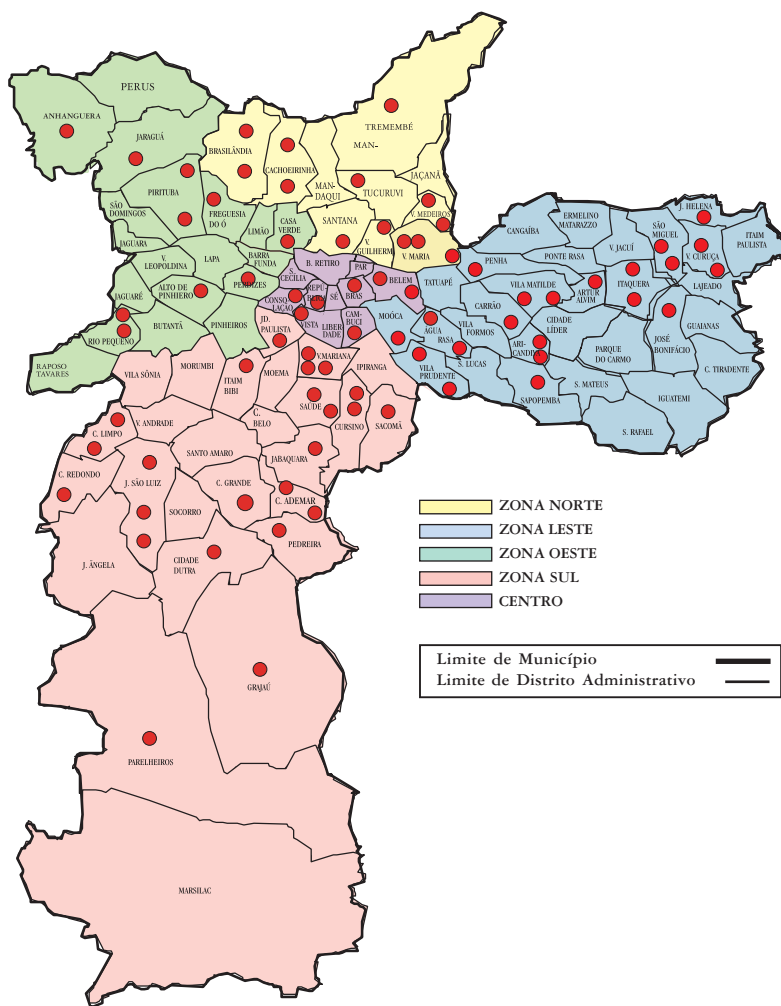 PERUS
ANHANGUERA
JARAGUÁ
BRASILÂNDIA
CACHOEIRINHA
TREMEMBÉ
MAN-
JAÇANÃ
MAN-
DAQUI
TUCURUVI
V. MEDEIROS
PIRITUBA
SÃO
DOMINGOS
FREGUESIA
DO Ó
LIMÃO
CASA
VERDE
SANTANA
V.
GUILHERM
V. MARIA
JAGUARA
V.
LEOPOLDINA
LAPA
BARRA
FUNDA
ALTO DE
PINHEIRO
PERDIZES
JAGUARÉ
RIO PEQUENO
BUTANTÃ
PINHEIROS
RAPOSO
TAVARES
B. RETIRO
PAR
S.
CECÍLIA
REPU-
BLICA
SÉ
BRÁS
BELEM
CONSO
LAÇAO
VISTA
LIBER
DADE
CAM-
BUCI
JD.
PAULISTA
CANGAÍBA
ERMELINO
MATARAZZO
SÃO
MIGUEL
J. HELENA
ITAIM
PAULISTA
PENHA
PONTE RASA
V. JACUÍ
V. CURUÇA
TATUAPÉ
VILA MATILDE
ARTUR
ALVIM
ITAQUERA
LAJEADO
CARRÃO
MOÓCA
ÁGUA
RASA
VILA
FORMOS
CIDADE
LÍDER
ARI-
CANDUVA
JOSÉ
BONIFÁCIO
GUAIANAS
PARQUE
DO CARMO
C. TIRADENTE
VILA
PRUDENTE
S. LUCAS
SAPOPEMBA
S. MATEUS
IGUATEMI
S. RAFAEL
VILA SÔNIA
MORUMBI
ITAIM
BIBI
MOEMA
V.MARIANA
IPIRANGA
SAÚDE
CURSINO
SACOMÃ
C.
BELO
C. LIMPO
V. ANDRADE
SANTO AMARO
JABAQUARA
C. REDONDO
J. SÃO LUIZ
C. GRANDE
C. ADEMAR
SOCORRO
PEDREIRA
J. ÂNGELA
CIDADE
DUTRA
GRAJAÚ
PARELHEIROS
MARSILAC
ZONA NORTE
ZONA LESTE
ZONA OESTE
ZONA SUL
CENTRO
Limite de Município
Limite de Distrito Administrativo